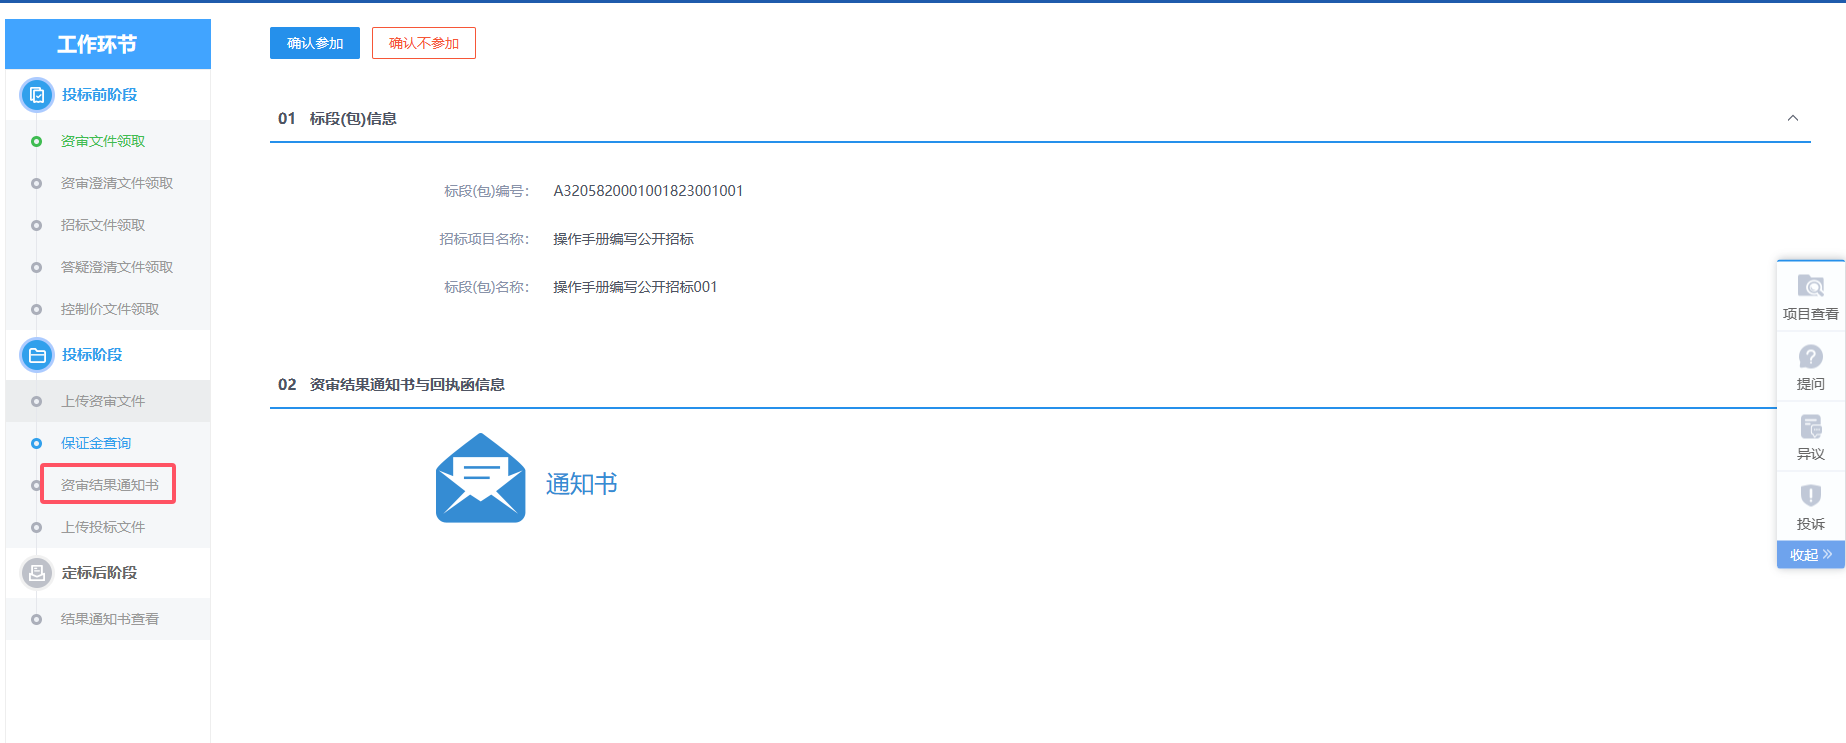 工作环节
投标前阶段
资审文件领取
资审澄清文件领取
招标文件领取
答疑澄清文件领取
控制价文件领取
投标阶段
上传资审文件
保证金查询
资审结果通知书
上传投标文件
定标后阶段
结果通知书查看
确认参加 确认不参加
01 标段(包)信息
标段(包)编号： A3205820001001823001001
招标项目名称： 操作手册编写公开招标
标段(包)名称： 操作手册编写公开招标001
02 资审结果通知书与回执函信息
通知书
项目查看
提问
异议
投诉
收起